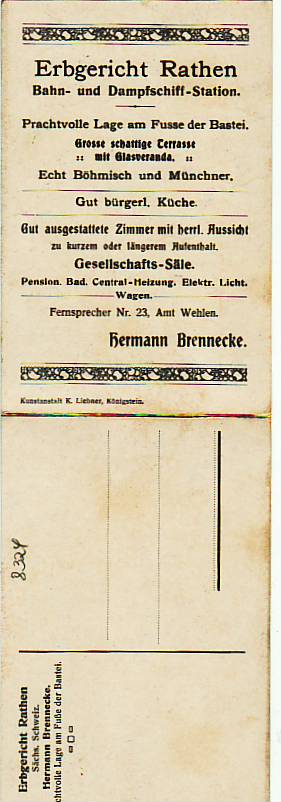 Erbgericht Rathen
Bahn- und Dampfschiff-Station.
Prachtvolle Lage am Fusse der Bastei.
Grosse schattige Terrasse
:: mit Glasveranda. ::
Echt Böhmisch und Münchner.
Gut bürgerl. Küche.
Gut ausgestattete Zimmer mit herrl. Aussicht
zu kurzem oder längerem Aufenthalt.
Gesellschafts-Säle.
Pension. Bad. Central-Heizung. Elektr. Licht.
Wagen.
Fernsprecher Nr. 23, Amt Wehlen.
Hermann Brennecke.
Kunstanstalt K. Liebner, Königstein.
8324
Erbgericht Rathen
Sächs. Schweiz.
Hermann Brennecke.
chtvolle Lage am Fuße der Bastei.